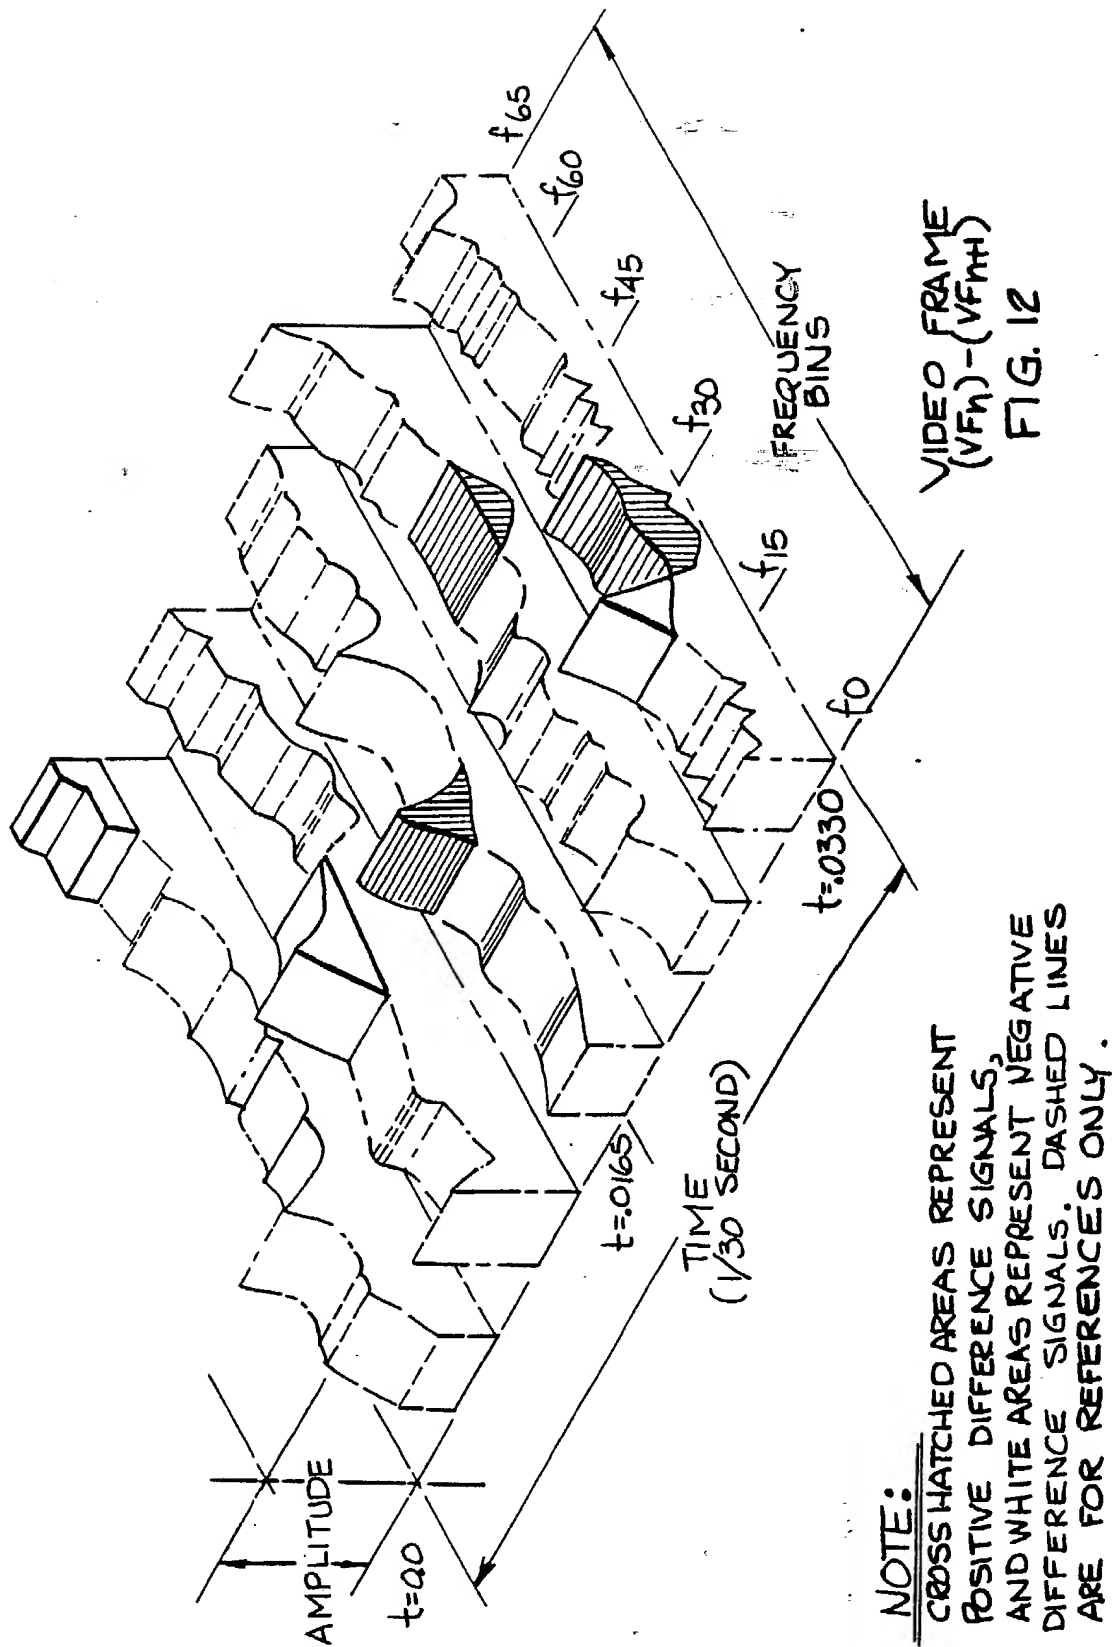 AMPLITUDE
t=0.0
TIME
(1/30 SECOND)
t=.0165
t=.0330
f0
f15
f30
f45
f60
f65
FREQUENCY
BINS
VIDEO FRAME
(VFn)-(VFn+1)
FIG. 12
NOTE:
CROSS HATCHED AREAS REPRESENT
POSITIVE DIFFERENCE SIGNALS,
AND WHITE AREAS REPRESENT NEGATIVE
DIFFERENCE SIGNALS. DASHED LINES
ARE FOR REFERENCES ONLY.